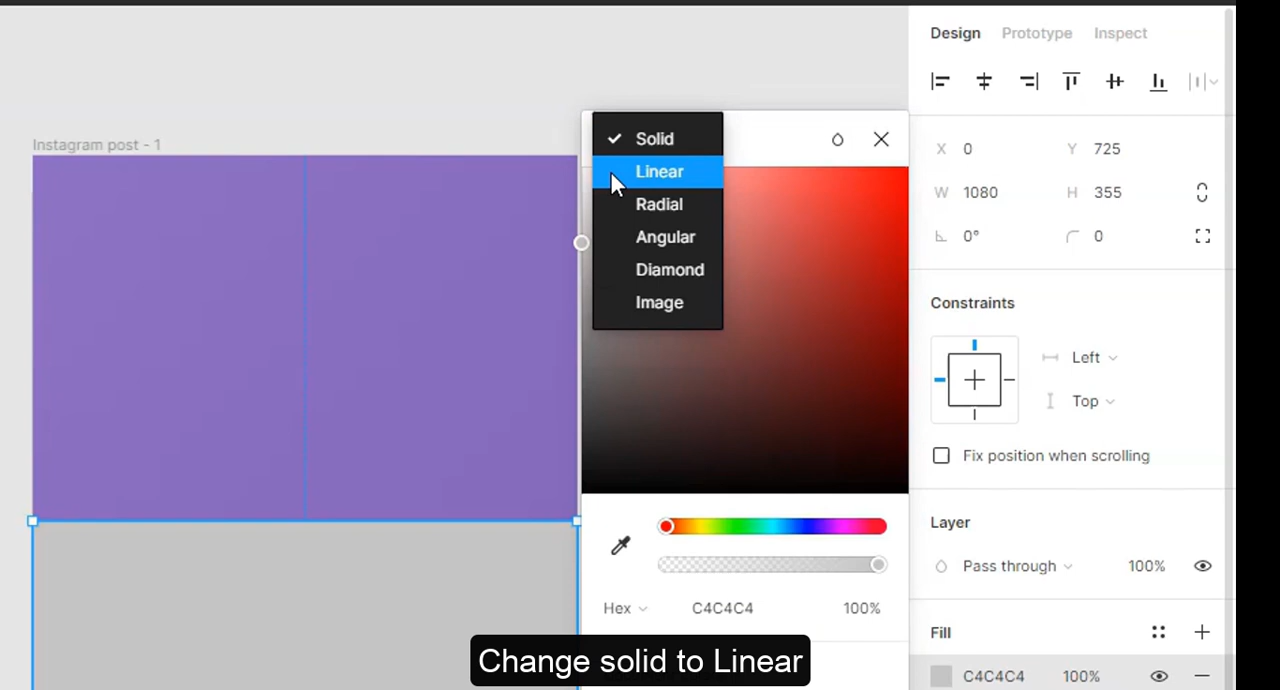 Design Prototype Inspect
Instagram post - 1
Solid
Linear
Radial
Angular
Diamond
Image
X 0 Y 725
W 1080 H 355
0° 0
Constraints
Left
Top
Fix position when scrolling
Layer
Pass through 100%
Hex C4C4C4 100%
Fill
C4C4C4 100%
Change solid to Linear